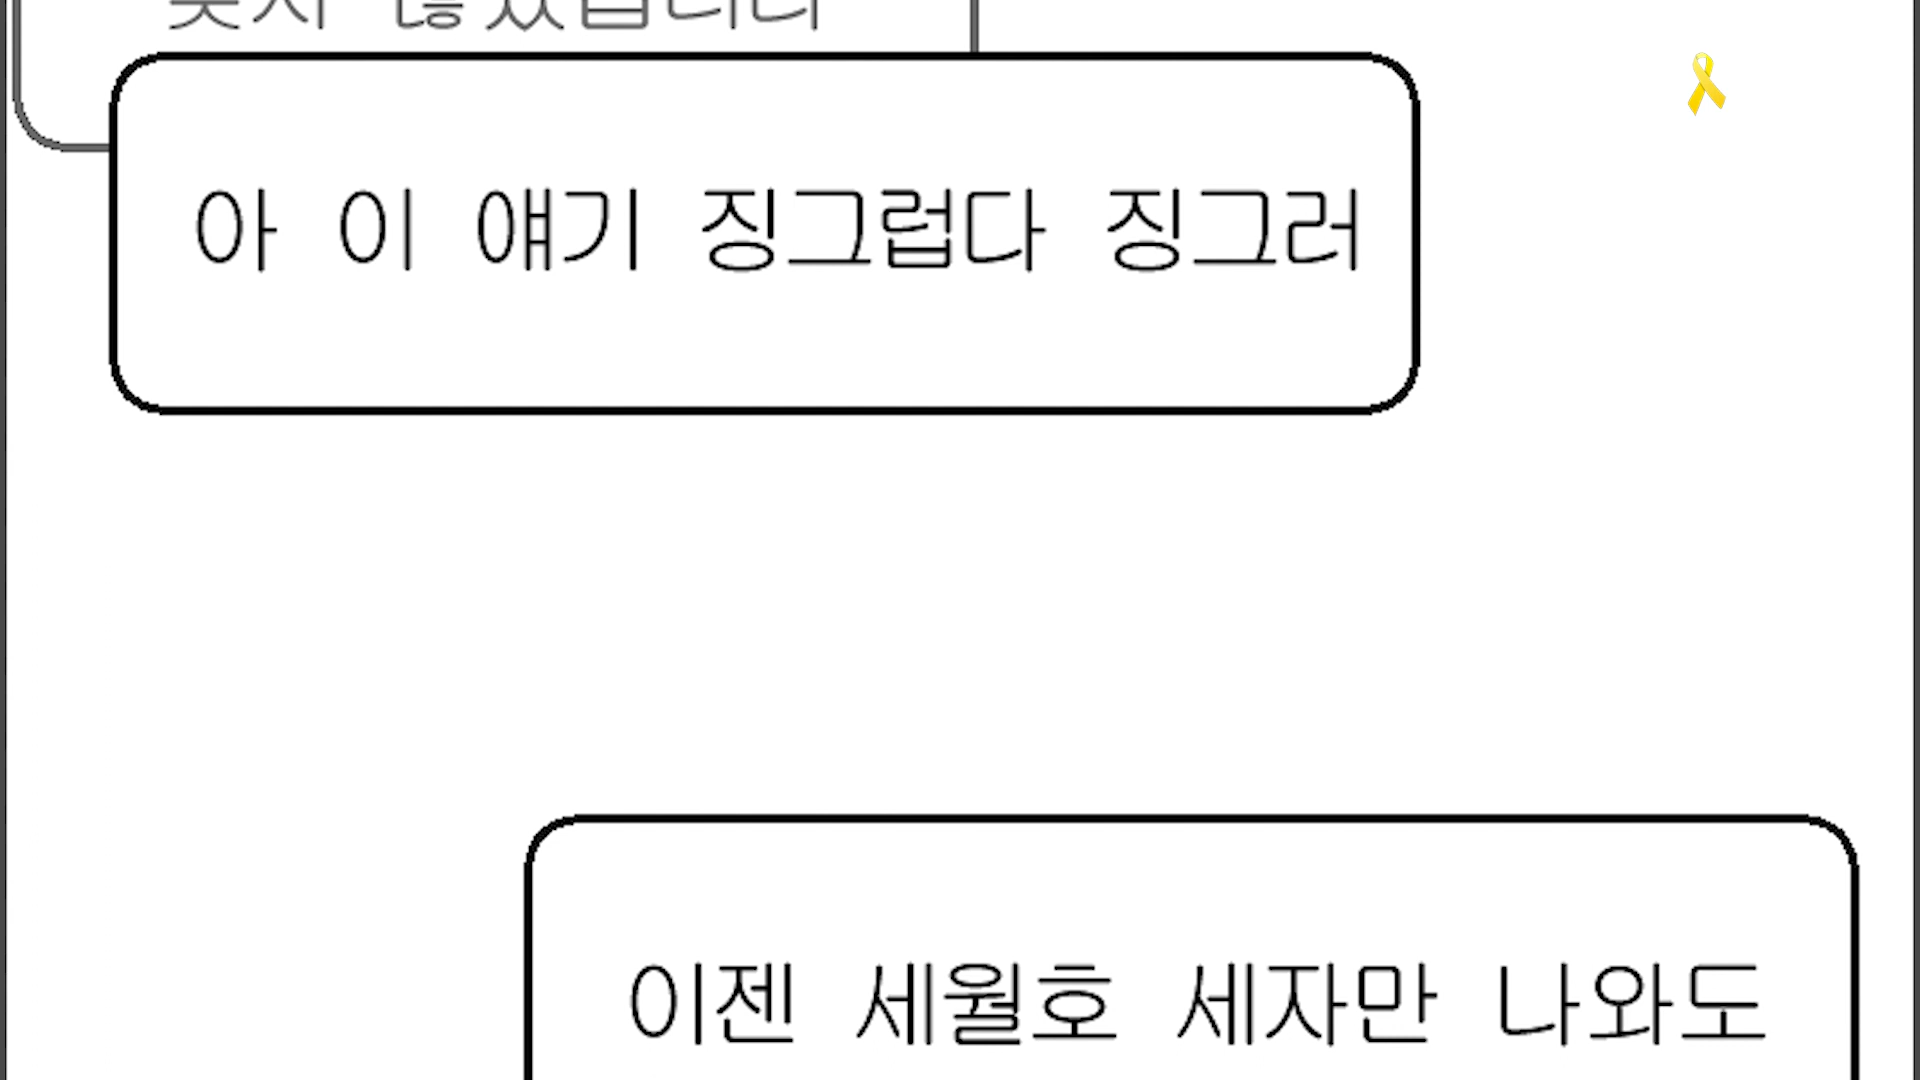 아 이 얘기 징그럽다 징그러
이젠 세월호 세자만 나와도